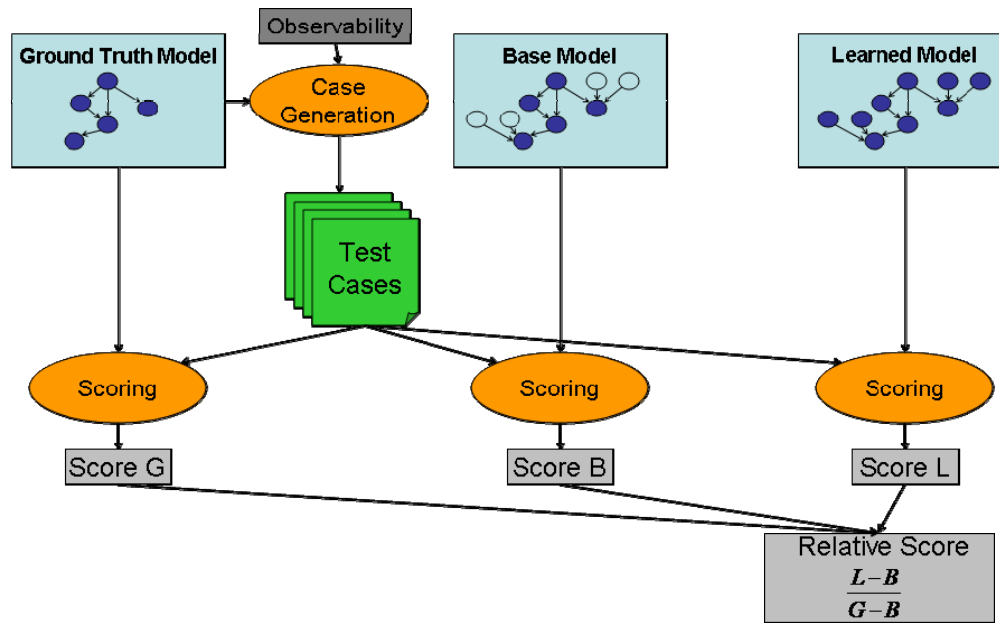 Observability
Ground Truth Model
Base Model
Learned Model
Case
Generation
Test
Cases
Scoring
Scoring
Scoring
Score G
Score B
Score L
Relative Score
L-B
G-B